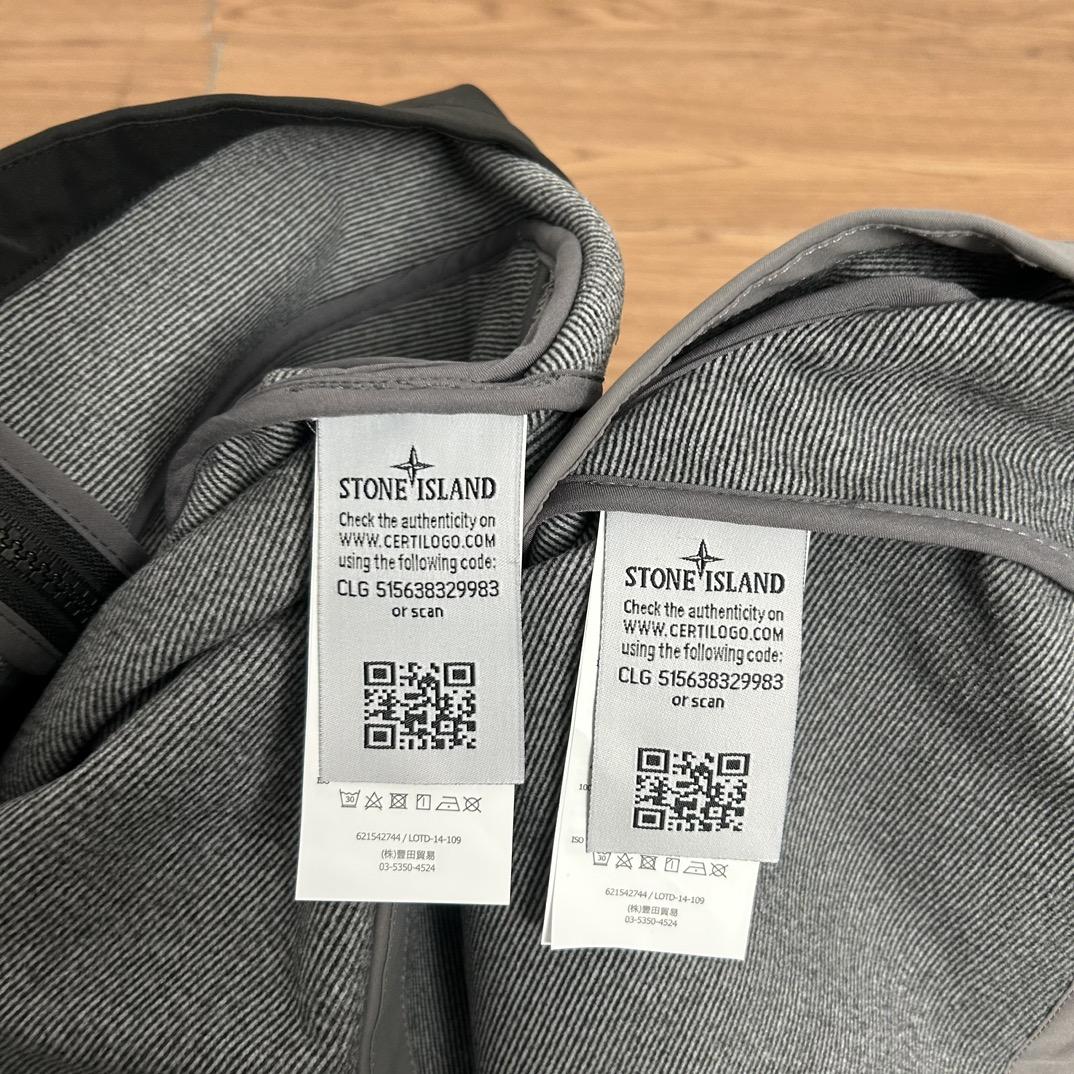 STONE ISLAND
Check the authenticity on
WWW.CERTILOGO.COM
using the following code:
CLG 515638329983
or scan
30
621542744 / LOTD-14-109
(株)豊田貿易
03-5350-4524
STONE ISLAND
Check the authenticity on
WWW.CERTILOGO.COM
using the following code:
CLG 515638329983
or scan
ISO
30
621542744 / LOTD-14-109
(株)豊田貿易
03-5350-4524